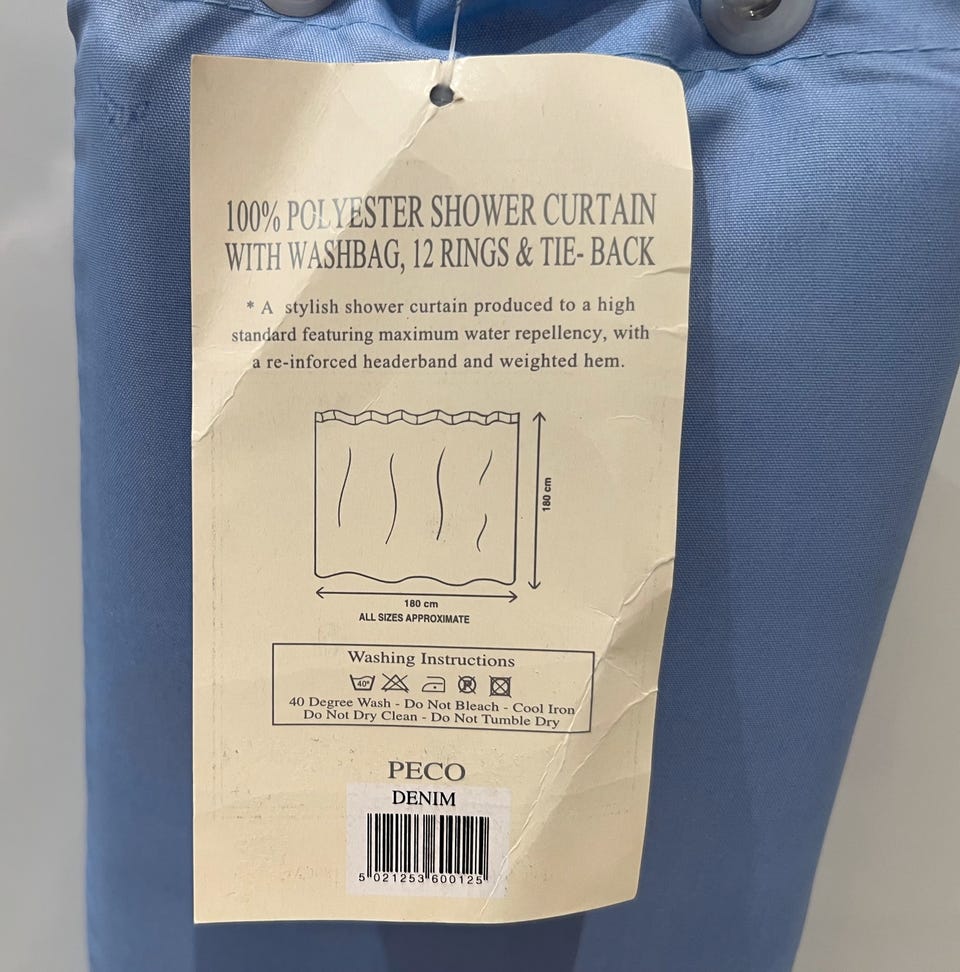 100% POLYESTER SHOWER CURTAIN
WITH WASHBAG, 12 RINGS & TIE- BACK
* A stylish shower curtain produced to a high
standard featuring maximum water repellency, with
a re-inforced headerband and weighted hem.
180 cm
180 cm
ALL SIZES APPROXIMATE
Washing Instructions
40°
P
40 Degree Wash - Do Not Bleach - Cool Iron
Do Not Dry Clean - Do Not Tumble Dry
PECO
DENIM
5 021253 600125